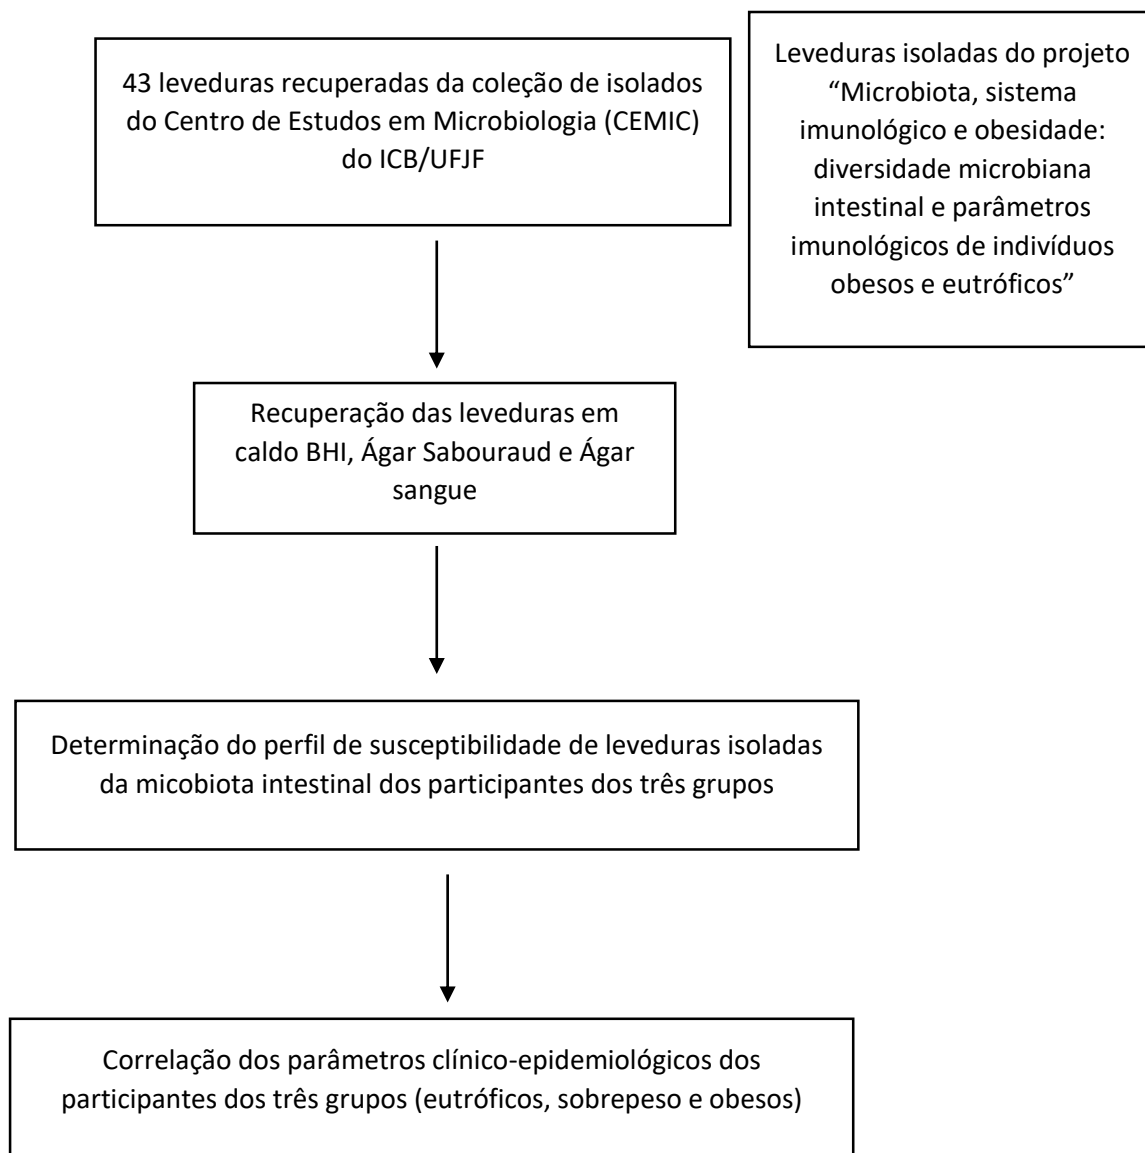 43 leveduras recuperadas da coleção de isolados
do Centro de Estudos em Microbiologia (CEMIC)
do ICB/UFJF
Leveduras isoladas do projeto
“Microbiota, sistema
imunológico e obesidade:
diversidade microbiana
intestinal e parâmetros
imunológicos de indivíduos
obesos e eutróficos”
Recuperação das leveduras em
caldo BHI, Ágar Sabouraud e Ágar
sangue
Determinação do perfil de susceptibilidade de leveduras isoladas
da micobiota intestinal dos participantes dos três grupos
Correlação dos parâmetros clínico-epidemiológicos dos
participantes dos três grupos (eutróficos, sobrepeso e obesos)